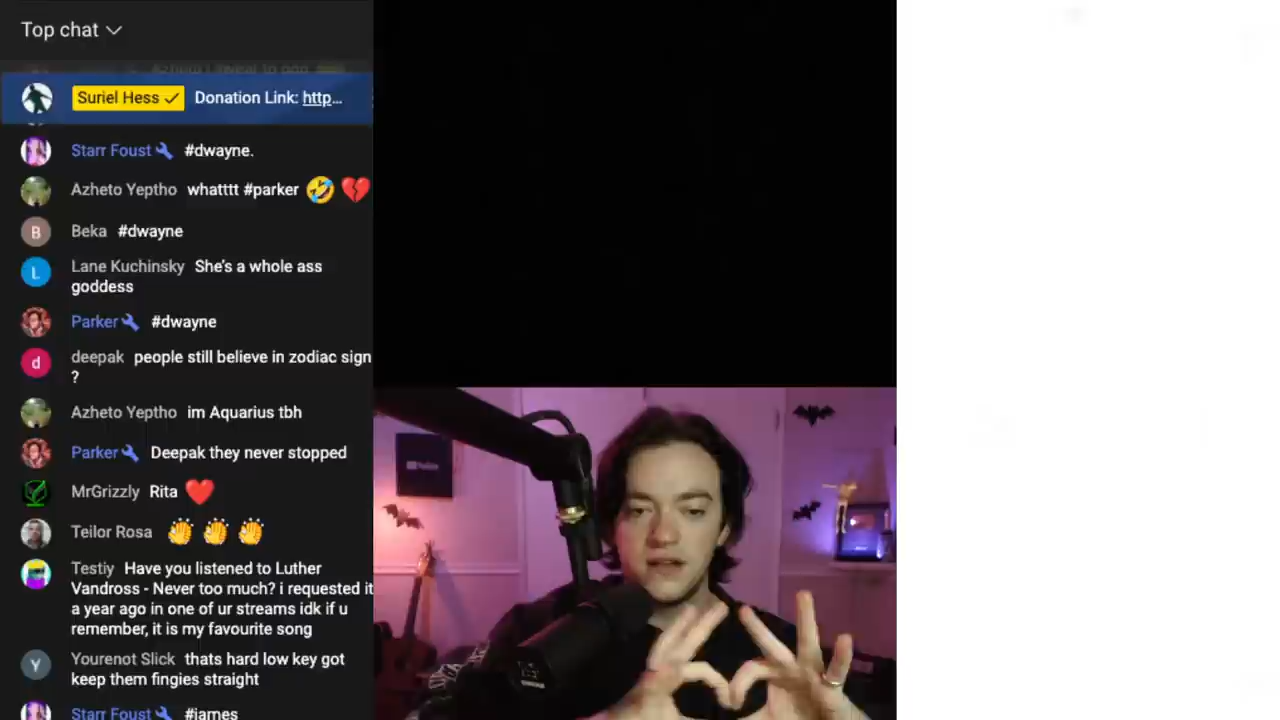 Top chat
Suriel Hess Donation Link: http...
Starr Foust #dwayne.
Azheto Yeptho whatttt #parker 🤣 💔
B Beka #dwayne
L Lane Kuchinsky She's a whole ass
goddess
Parker #dwayne
d deepak people still believe in zodiac sign
?
Azheto Yeptho im Aquarius tbh
Parker Deepak they never stopped
MrGrizzly Rita ❤️
Teilor Rosa 👏 👏 👏
Testiy Have you listened to Luther
Vandross - Never too much? i requested it
a year ago in one of ur streams idk if u
remember, it is my favourite song
Y Yourenot Slick thats hard low key got
keep them fingies straight
Starr Foust #james